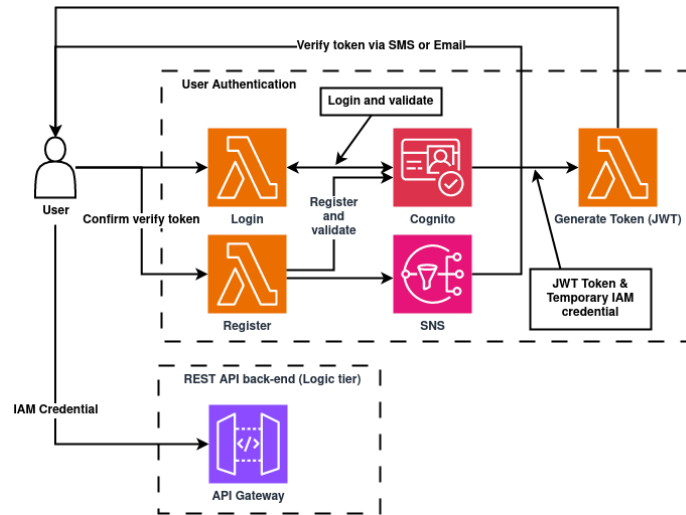 Verify token via SMS or Email
User Authentication
Login and validate
User
Login
Register
and
validate
Cognito
Generate Token (JWT)
Confirm verify token
Register
SNS
JWT Token &
Temporary IAM
credential
REST API back-end (Logic tier)
IAM Credential
API Gateway